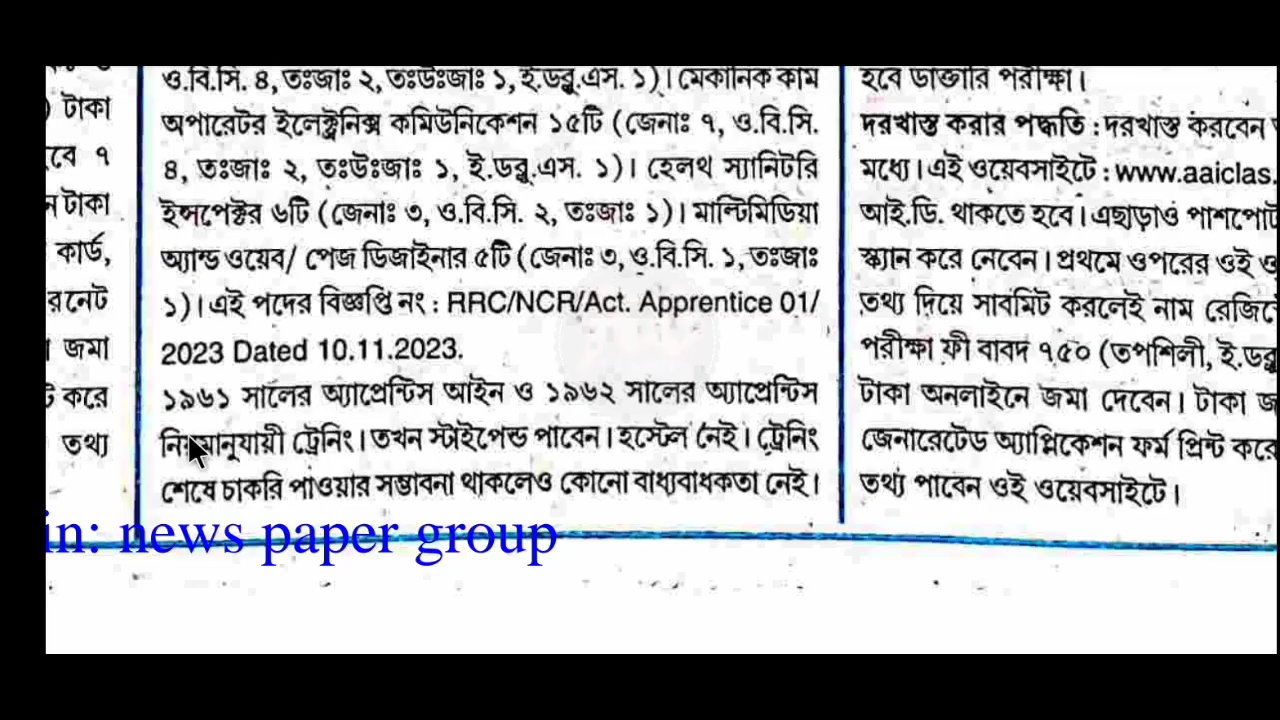 টাকা
বে ৭
ন টাকা
কার্ড,
রনেট
জমা
করে
তথ্য
ও.বি.সি. ৪, তঃজাঃ ২, তঃউঃজাঃ ১, ই.ডব্লু.এস. ১)। মেকানিক কাম
অপারেটর ইলেক্ট্রনিক্স কমিউনিকেশন ১৫টি (জেনাঃ ৭, ও.বি.সি.
৪, তঃজাঃ ২, তঃউঃজাঃ ১, ই.ডব্লু.এস. ১)। হেলথ স্যানিটরি
ইন্সপেক্টর ৬টি (জেনাঃ ৩, ও.বি.সি. ২, তঃজাঃ ১)। মাল্টিমিডিয়া
অ্যান্ড ওয়েব/ পেজ ডিজাইনার ৫টি (জেনাঃ ৩, ও.বি.সি. ১, তঃজাঃ
১)। এই পদের বিজ্ঞপ্তি নং : RRC/NCR/Act. Apprentice 01/
2023 Dated 10.11.2023.
১৯৬১ সালের অ্যাপ্রেন্টিস আইন ও ১৯৬২ সালের অ্যাপ্রেন্টিস
নিয়মানুযায়ী ট্রেনিং। তখন স্টাইপেন্ড পাবেন। হস্টেল নেই। ট্রেনিং
শেষে চাকরি পাওয়ার সম্ভাবনা থাকলেও কোনো বাধ্যবাধকতা নেই।
হবে ডাক্তারি পরীক্ষা।
দরখাস্ত করার পদ্ধতি : দরখাস্ত করবেন
মধ্যে। এই ওয়েবসাইটে : www.aaiclas.
আই.ডি. থাকতে হবে। এছাড়াও পাশপোর্ট
স্ক্যান করে নেবেন। প্রথমে ওপরের ওই ও
তথ্য দিয়ে সাবমিট করলেই নাম রেজি
পরীক্ষা ফী বাবদ ৭৫০ (তপশিলী, ই.ডব্লু
টাকা অনলাইনে জমা দেবেন। টাকা জ
জেনারেটেড অ্যাপ্লিকেশন ফর্ম প্রিন্ট করে
তথ্য পাবেন ওই ওয়েবসাইটে।
in: news paper group